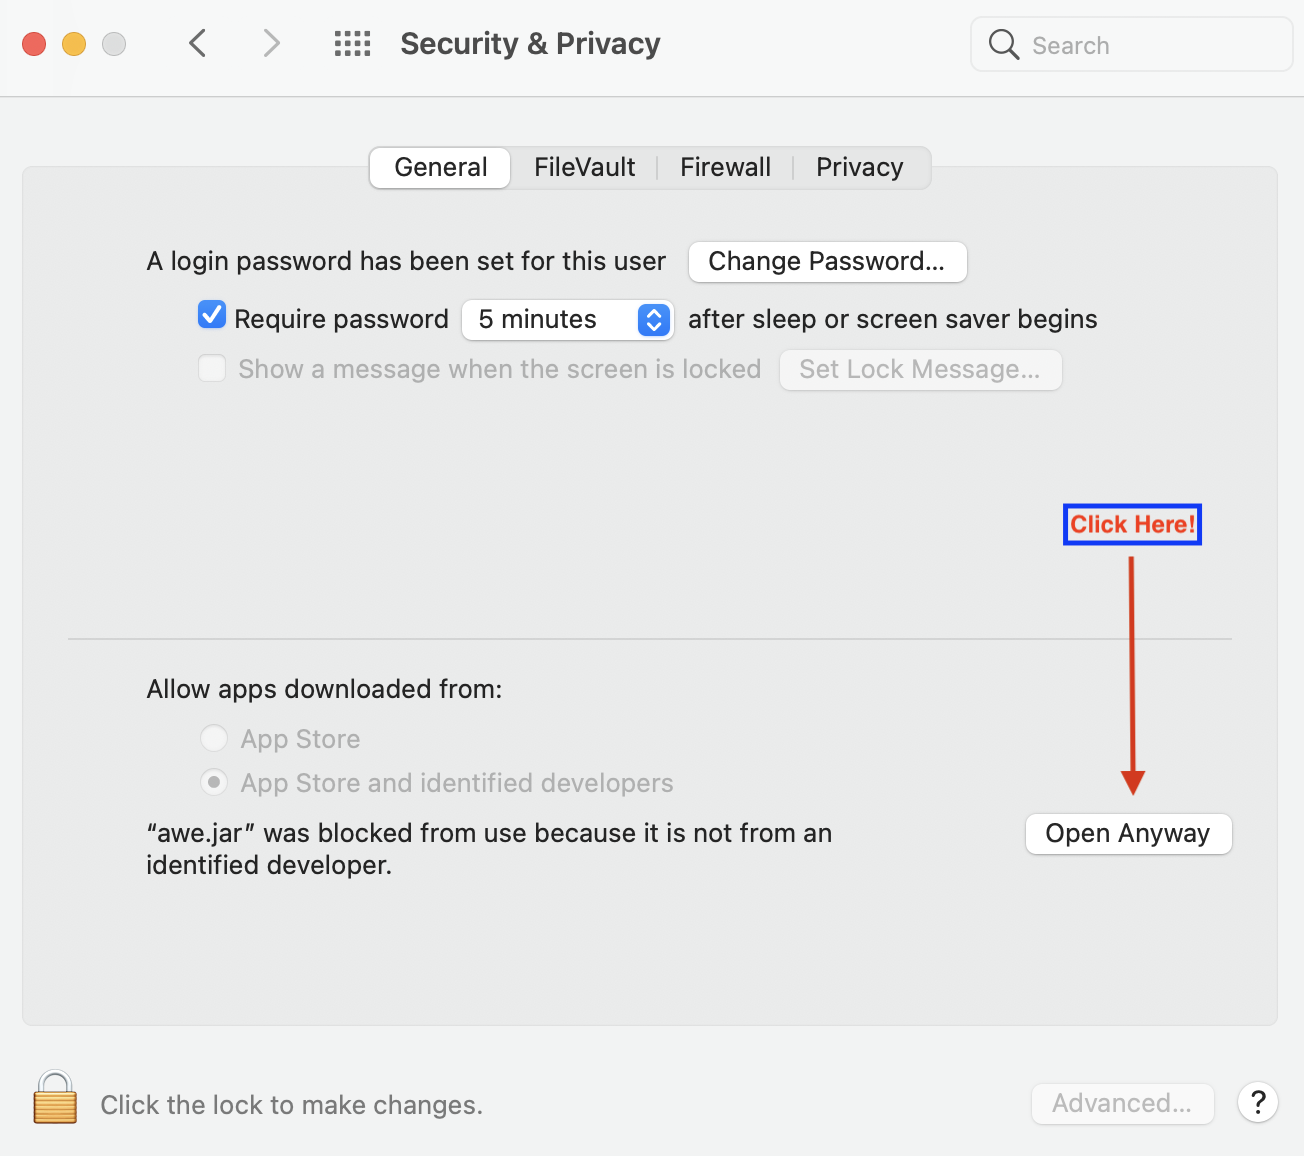 Security & Privacy
Search
General
FileVault
Firewall
Privacy
A login password has been set for this user
Change Password...
Require password
5 minutes
after sleep or screen saver begins
Show a message when the screen is locked
Set Lock Message...
Click Here!
Allow apps downloaded from:
App Store
App Store and identified developers
“awe.jar” was blocked from use because it is not from an
identified developer.
Open Anyway
Click the lock to make changes.
Advanced...
?